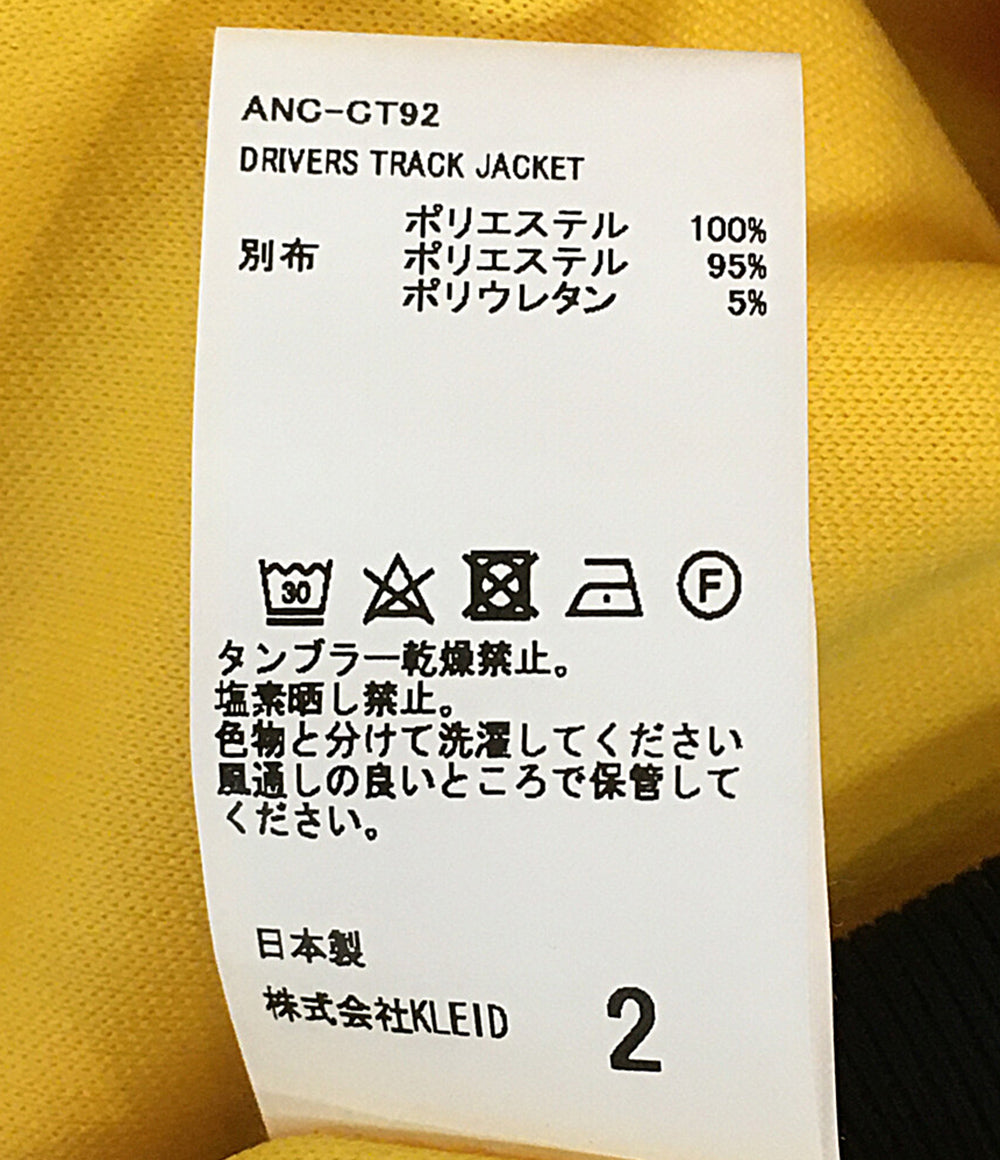 ANC-CT92
DRIVERS TRACK JACKET
ポリエステル 100%
別布 ポリエステル 95%
ポリウレタン 5%
30
F
タンブラー乾燥禁止。
塩素晒し禁止。
色物と分けて洗濯してください
風通しの良いところで保管して
ください。
日本製
株式会社KLEID
2